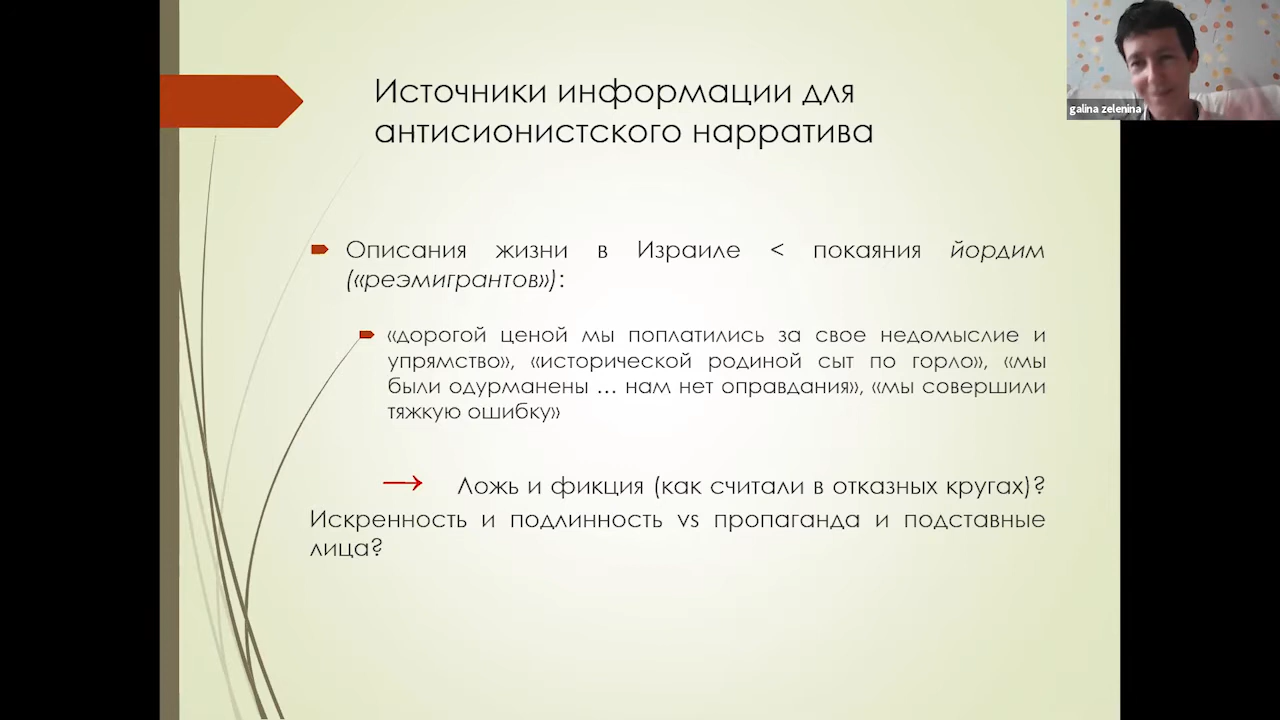 Источники информации для
антисионистского нарратива
galina zelenina
Описания жизни в Израиле < покаяния йордим
(«реэмигрантов»):
«дорогой ценой мы поплатились за свое недомыслие и
упрямство», «исторической родиной сыт по горло», «мы
были одурманены … нам нет оправдания», «мы совершили
тяжкую ошибку»
→ Ложь и фикция (как считали в отказных кругах)?
Искренность и подлинность vs пропаганда и подставные
лица?